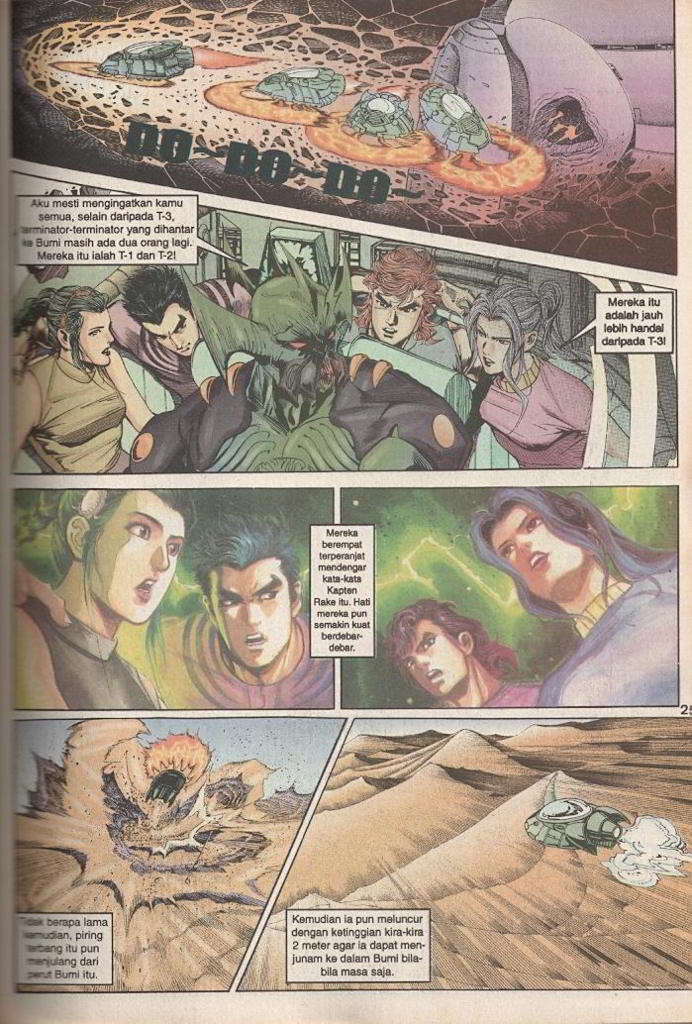 DO~DO~DO~
Aku mesti mengingatkan kamu
semua, selain daripada T-3,
terminator-terminator yang dihantar
ke Bumi masih ada dua orang lagi.
Mereka itu ialah T-1 dan T-2!
Mereka itu
adalah jauh
lebih handal
daripada T-3!
Mereka
berempat
terperanjat
mendengar
kata-kata
Kapten
Rake itu. Hati
mereka pun
semakin kuat
berdebar-
debar.
25
Tidak berapa lama
kemudian, piring
terbang itu pun
menjulang dari
perut Bumi itu.
Kemudian ia pun meluncur
dengan ketinggian kira-kira
2 meter agar ia dapat men-
junam ke dalam Bumi bila-
bila masa saja.